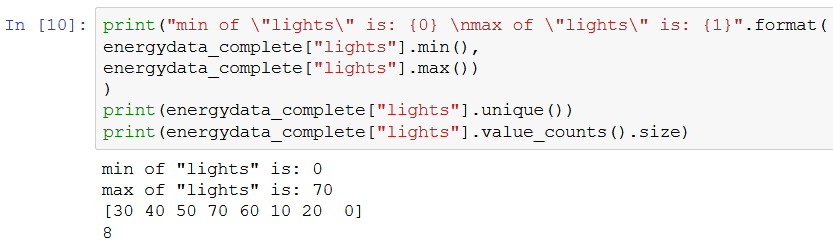 In [10]: print("min of \"lights\" is: {0} \nmax of \"lights\" is: {1}".format(
energydata_complete["lights"].min(),
energydata_complete["lights"].max())
)
print(energydata_complete["lights"].unique())
print(energydata_complete["lights"].value_counts().size)
min of "lights" is: 0
max of "lights" is: 70
[30 40 50 70 60 10 20  0]
8